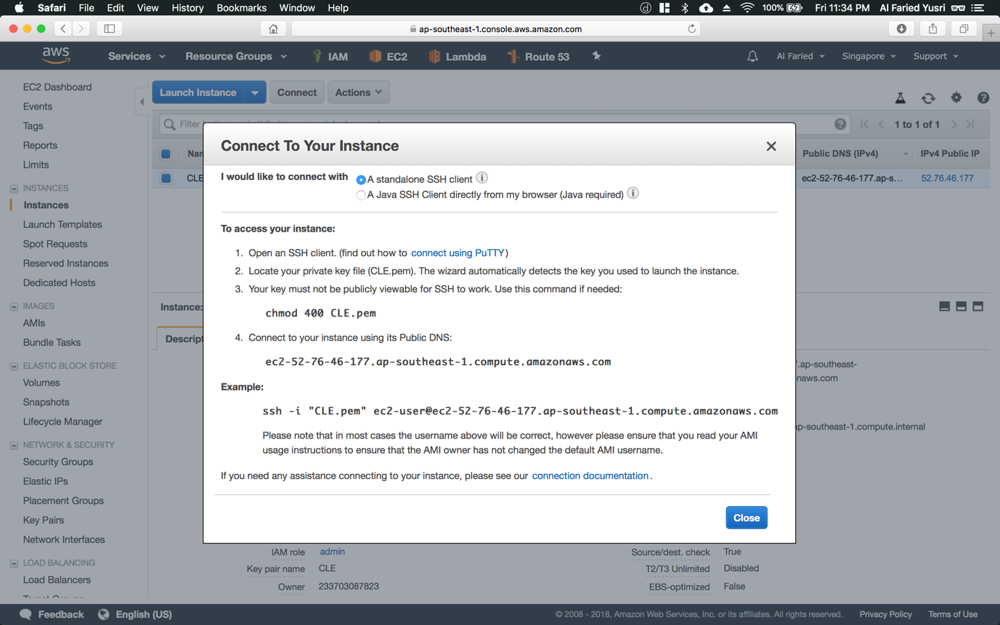 Safari File Edit View History Bookmarks Window Help 100% Fri 11:34 PM Al Faried Yusri
ap-southeast-1.console.aws.amazon.com
aws Services Resource Groups IAM EC2 Lambda Route 53 Al Faried Singapore Support
EC2 Dashboard
Events
Tags
Reports
Limits
INSTANCES
Instances
Launch Templates
Spot Requests
Reserved Instances
Dedicated Hosts
IMAGES
AMIs
Bundle Tasks
ELASTIC BLOCK STORE
Volumes
Snapshots
Lifecycle Manager
NETWORK & SECURITY
Security Groups
Elastic IPs
Placement Groups
Key Pairs
Network Interfaces
LOAD BALANCING
Load Balancers
Launch Instance Connect Actions
Filter 1 to 1 of 1
Public DNS (IPv4) IPv4 Public IP
CLE ec2-52-76-46-177.ap-s... 52.76.46.177
Connect To Your Instance
I would like to connect with A standalone SSH client
A Java SSH Client directly from my browser (Java required)
To access your instance:
1. Open an SSH client. (find out how to connect using PuTTY)
2. Locate your private key file (CLE.pem). The wizard automatically detects the key you used to launch the instance.
3. Your key must not be publicly viewable for SSH to work. Use this command if needed:
chmod 400 CLE.pem
4. Connect to your instance using its Public DNS:
ec2-52-76-46-177.ap-southeast-1.compute.amazonaws.com
Example:
ssh -i "CLE.pem" ec2-user@ec2-52-76-46-177.ap-southeast-1.compute.amazonaws.com
Please note that in most cases the username above will be correct, however please ensure that you read your AMI
usage instructions to ensure that the AMI owner has not changed the default AMI username.
If you need any assistance connecting to your instance, please see our connection documentation.
Close
Instance:
Descript
.ap-southeast-
naws.com
ap-southeast-1.compute.internal
IAM role admin Source/dest. check True
Key pair name CLE T2/T3 Unlimited Disabled
Owner 233703087823 EBS-optimized False
Feedback English (US) © 2008 - 2018, Amazon Web Services, Inc. or its affiliates. All rights reserved. Privacy Policy Terms of Use